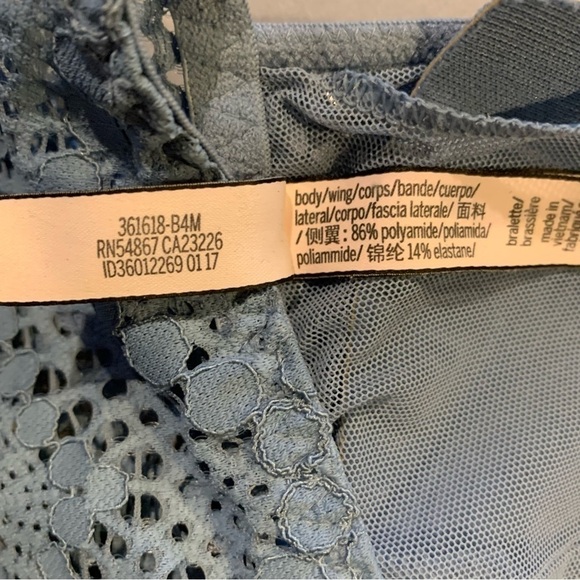 361618-B4M
RN54867 CA23226
ID36012269 01 17
body/wing/corps/bande/cuerpo/
lateral/corpo/fascia laterale/ 面料
/ 侧翼: 86% polyamide/poliamida/
poliammide/ 锦纶 14% elastane/
bralette/
brassière
made in
vietnam/